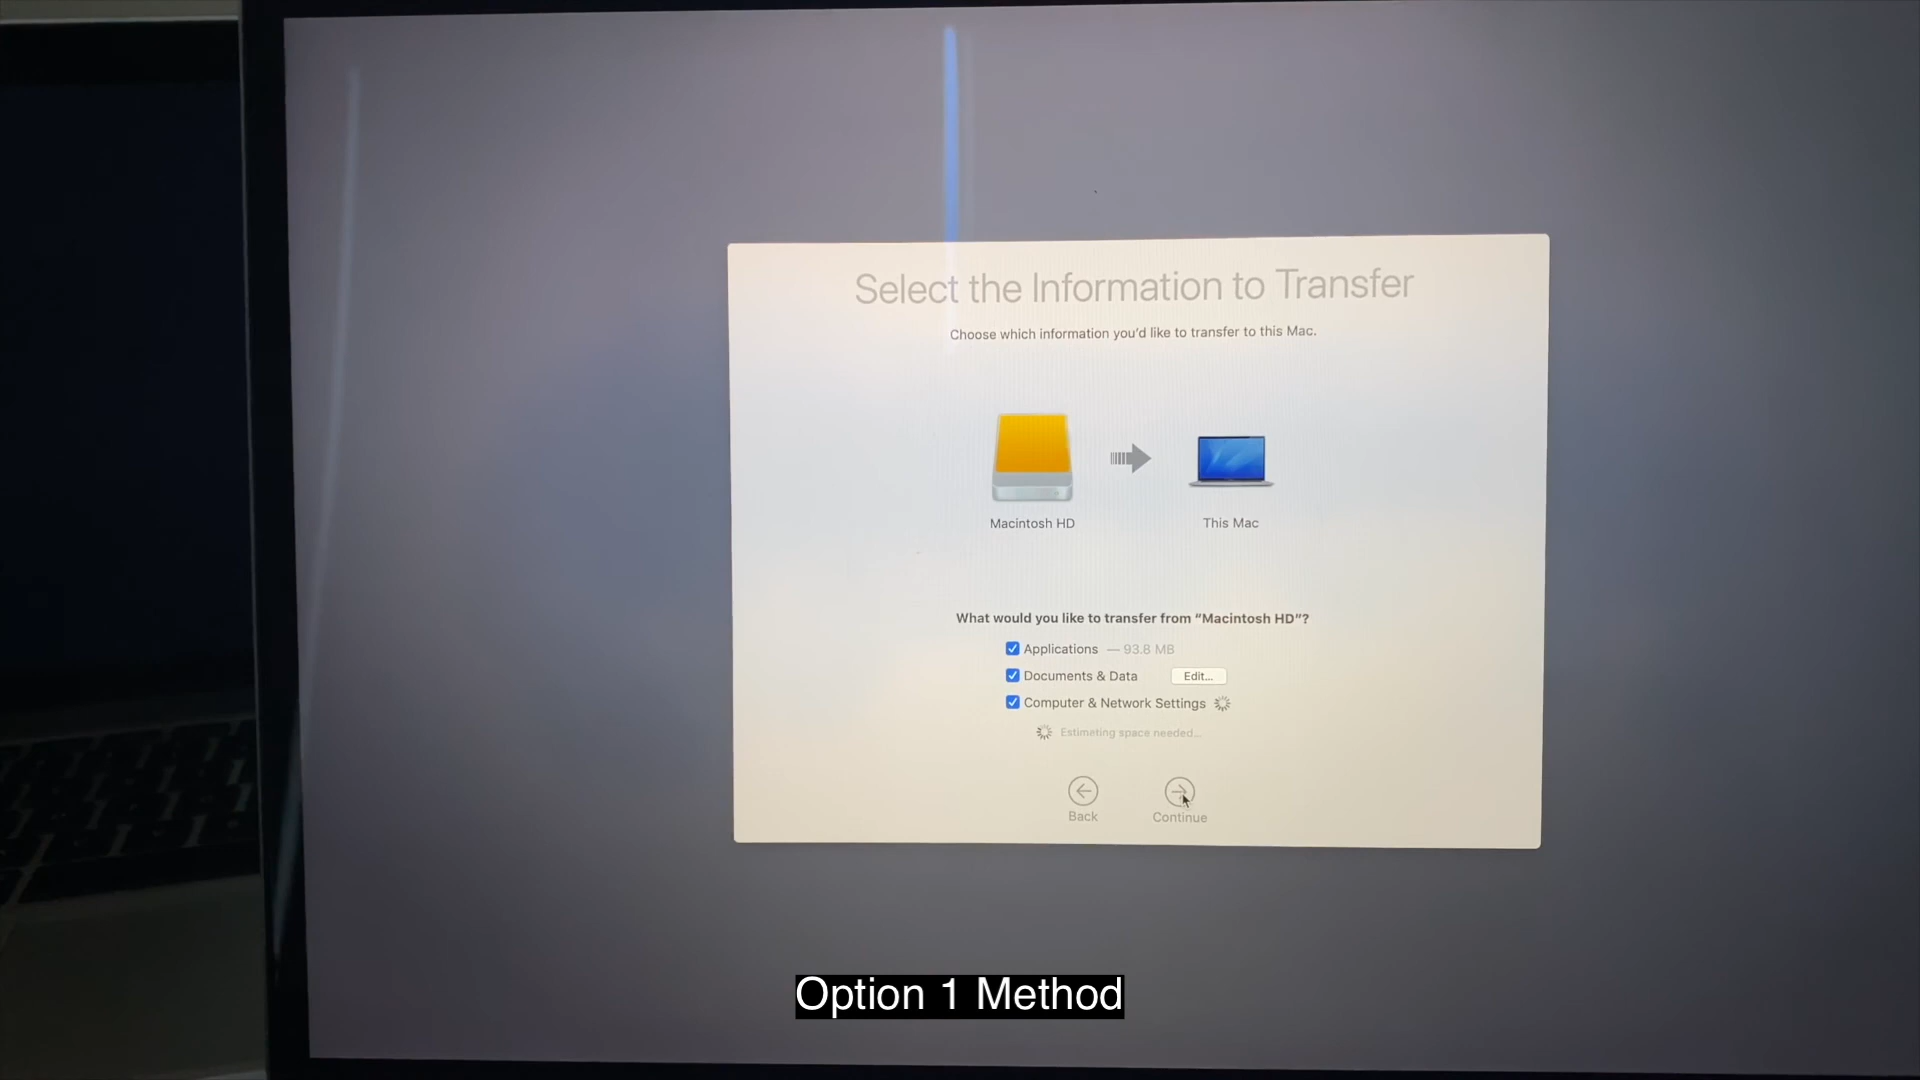 Select the Information to Transfer
Choose which information you'd like to transfer to this Mac.
Macintosh HD
This Mac
What would you like to transfer from "Macintosh HD"?
Applications — 93.8 MB
Documents & Data Edit...
Computer & Network Settings
Estimating space needed...
Back
Continue
Option 1 Method